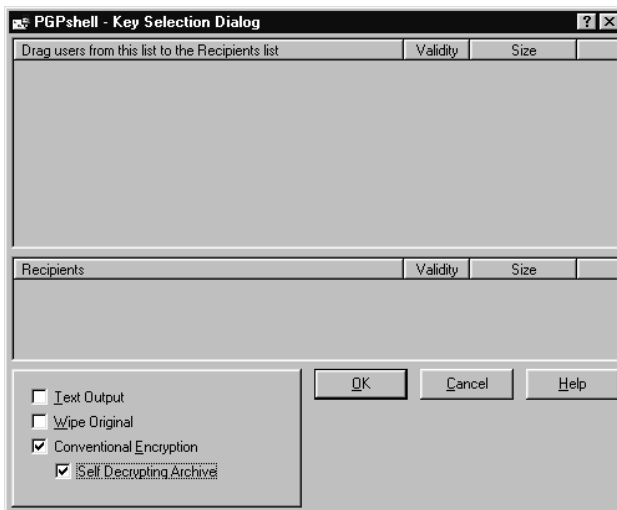 PGPshell - Key Selection Dialog
Drag users from this list to the Recipients list Validity Size
Recipients Validity Size
OK Cancel Help
Text Output
Wipe Original
Conventional Encryption
Self Decrypting Archive